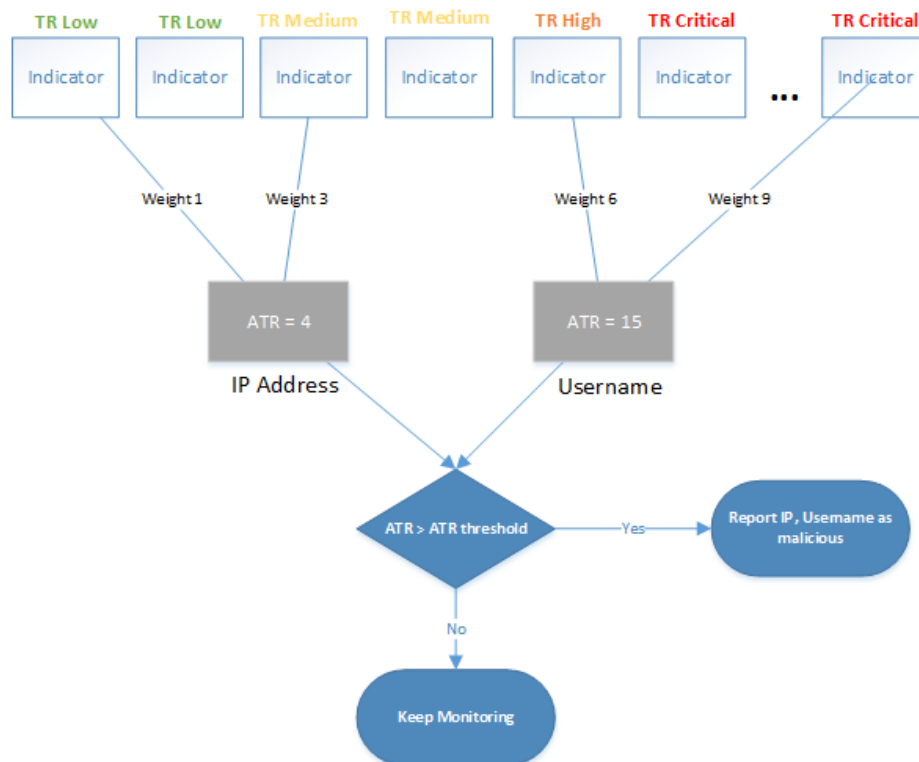 TR Low
TR Low
TR Medium
TR Medium
TR High
TR Critical
TR Critical
Indicator
Indicator
Indicator
Indicator
Indicator
Indicator
...
Indicator
Weight 1
Weight 3
Weight 6
Weight 9
ATR = 4
ATR = 15
IP Address
Username
ATR > ATR threshold
Yes
Report IP, Username as
malicious
No
Keep Monitoring